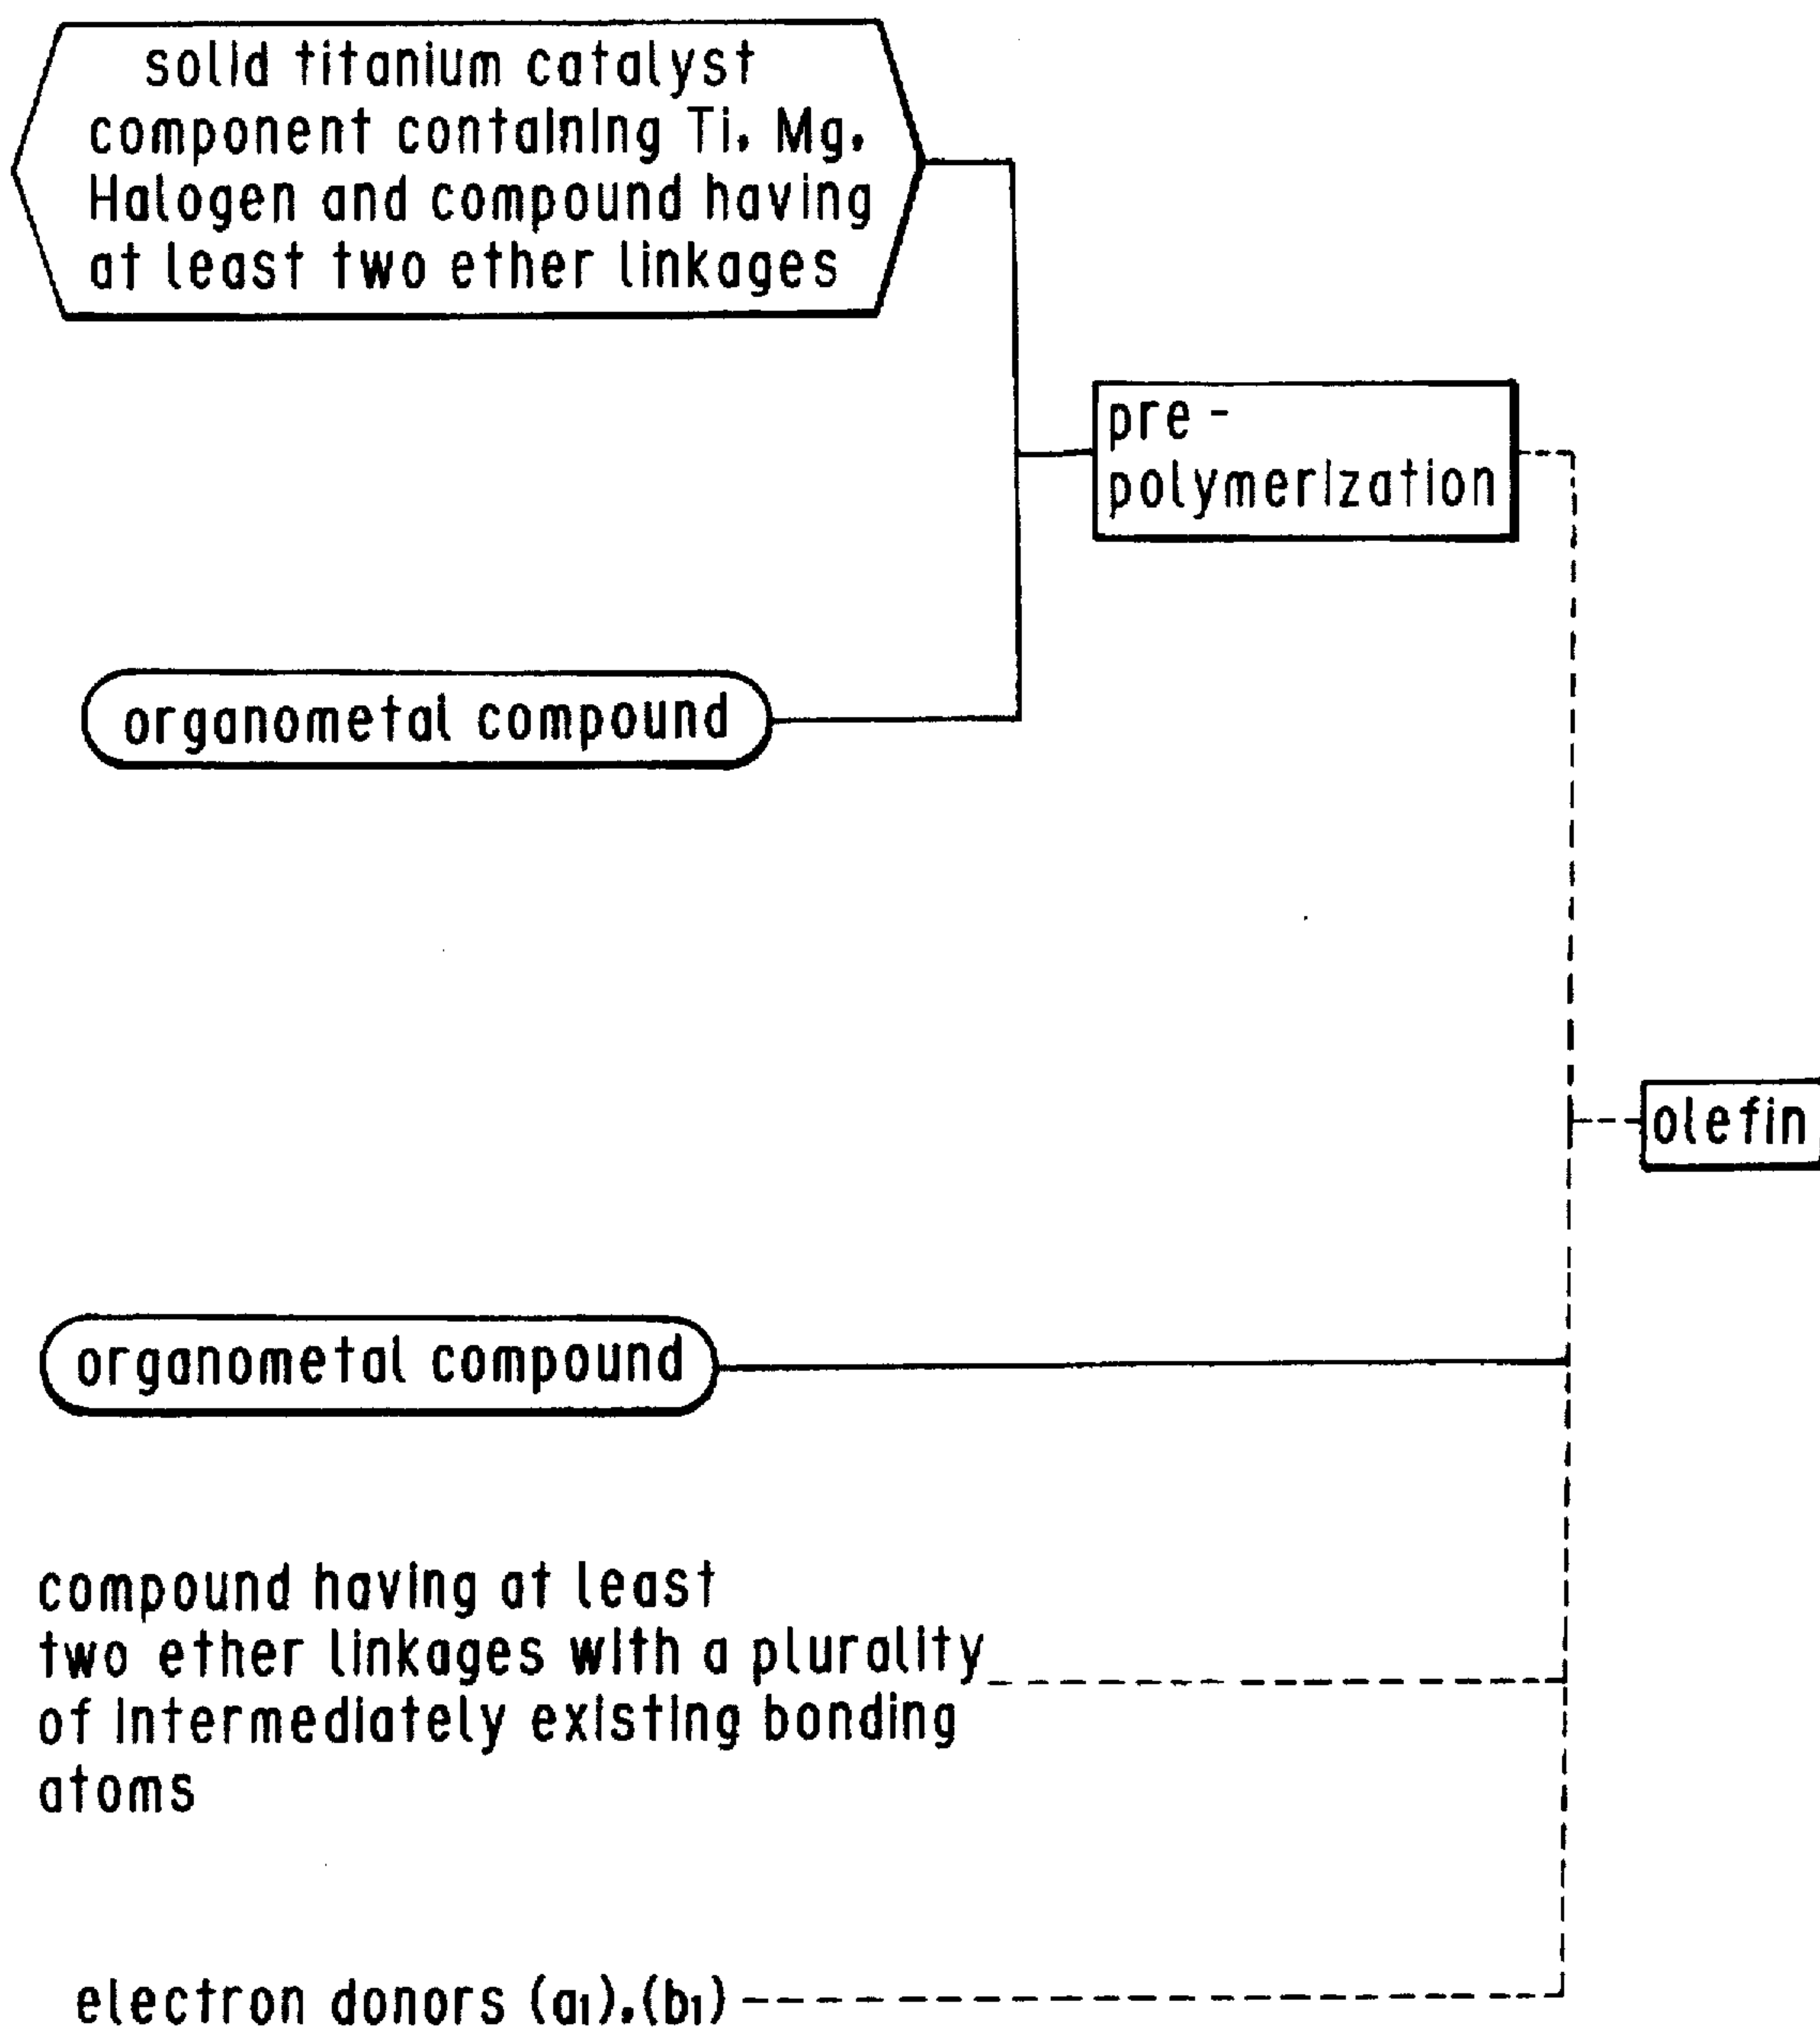 solid titanium catalyst
component containing Ti, Mg,
Halogen and compound having
at least two ether linkages
pre-
polymerization
organometal compound
olefin
organometal compound
compound having at least
two ether linkages with a plurality
of intermediately existing bonding
atoms
electron donors (a1),(b1)